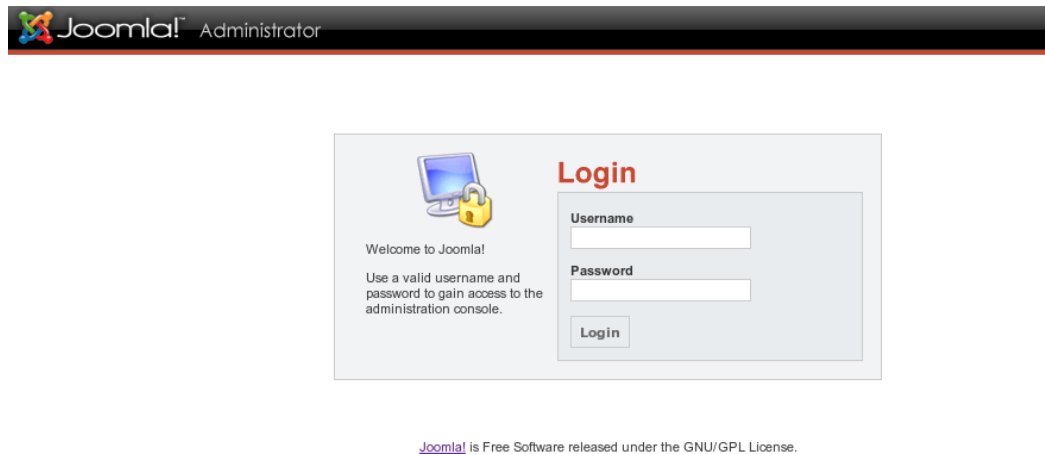 Joomla!™ Administrator
Login
Username
Password
Login
Welcome to Joomla!
Use a valid username and
password to gain access to the
administration console.
Joomla! is Free Software released under the GNU/GPL License.